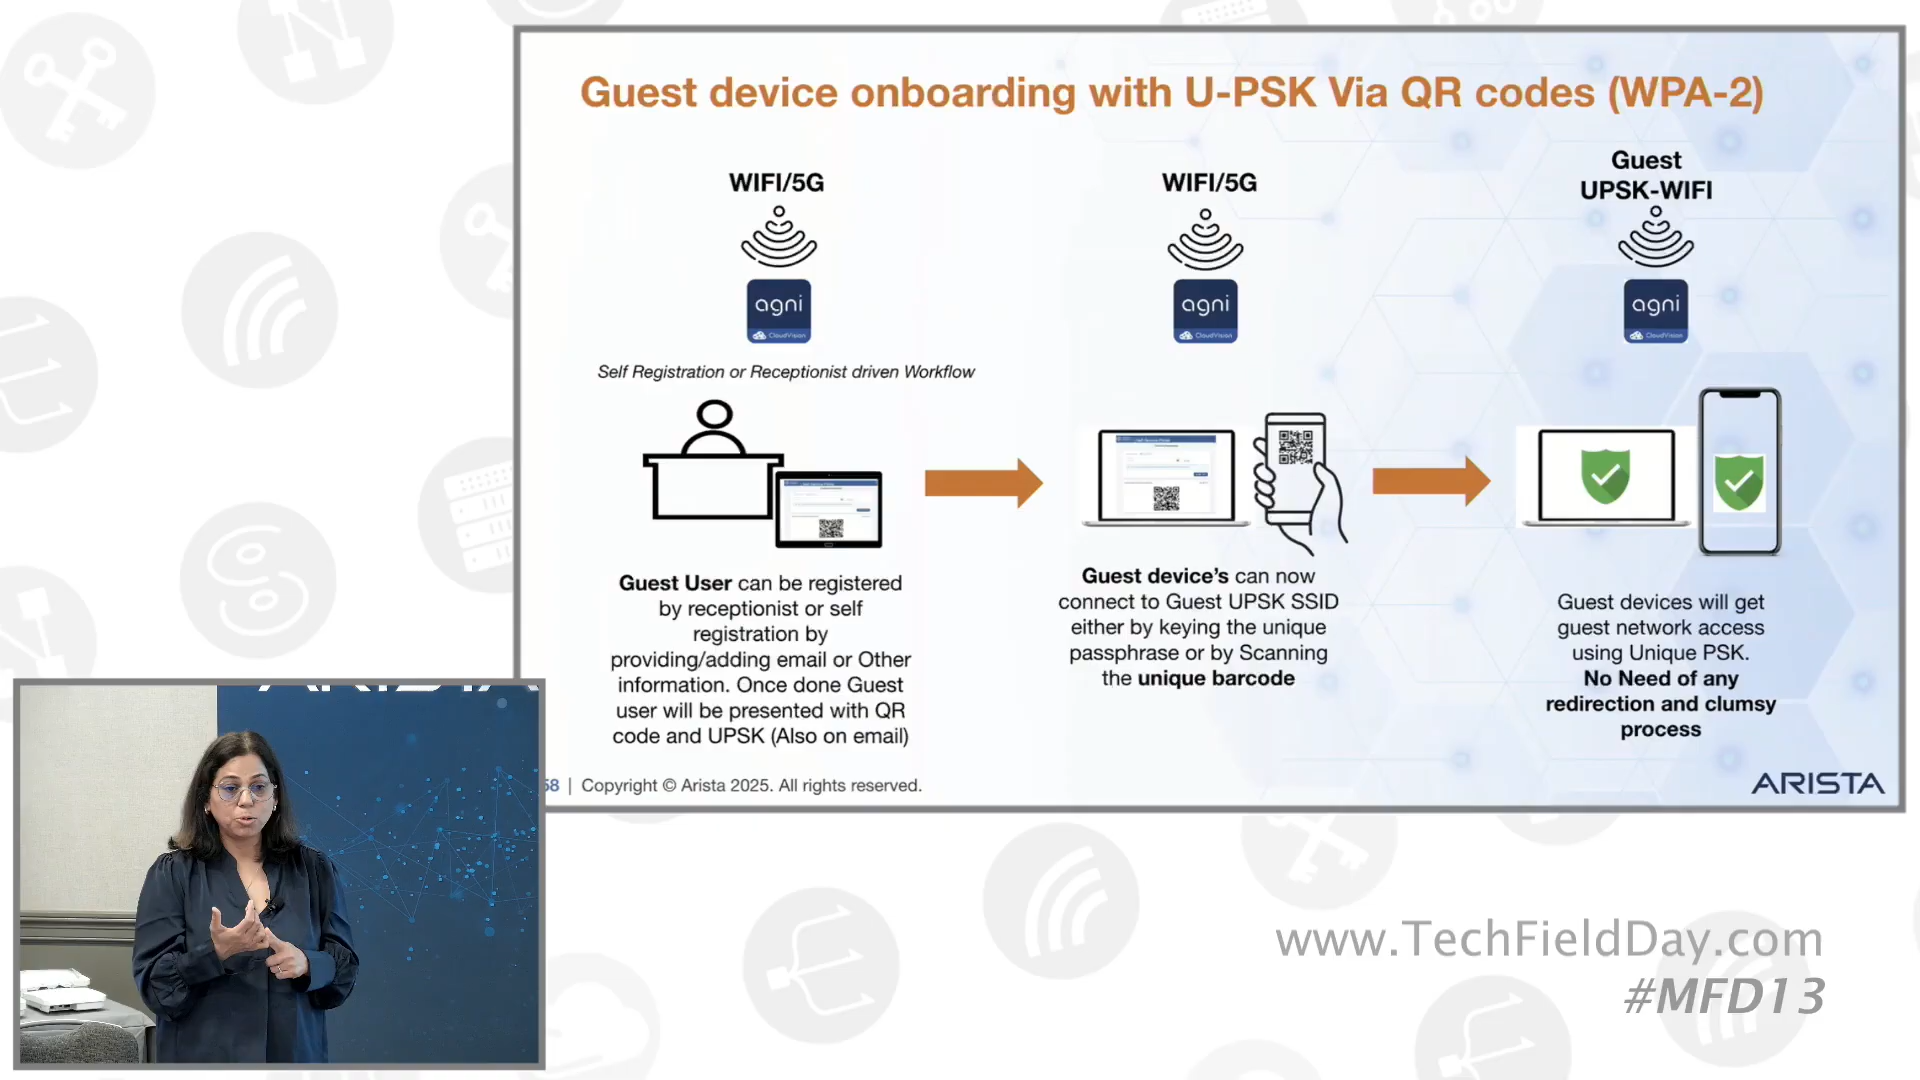 Guest device onboarding with U-PSK Via QR codes (WPA-2)
WIFI/5G
agni
CloudVision
Self Registration or Receptionist driven Workflow
Guest User can be registered
by receptionist or self
registration by
providing/adding email or Other
information. Once done Guest
user will be presented with QR
code and UPSK (Also on email)
WIFI/5G
agni
CloudVision
Guest device's can now
connect to Guest UPSK SSID
either by keying the unique
passphrase or by Scanning
the unique barcode
Guest
UPSK-WIFI
agni
CloudVision
Guest devices will get
guest network access
using Unique PSK.
No Need of any
redirection and clumsy
process
58 | Copyright © Arista 2025. All rights reserved.
ARISTA
ARISTA
www.TechFieldDay.com
#MFD13